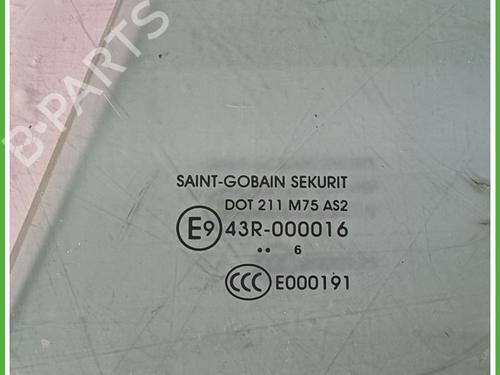 B-PARTS
SAINT-GOBAIN SEKURIT
DOT 211 M75 AS2
E9 43R-000016
•• 6
CCC E000191